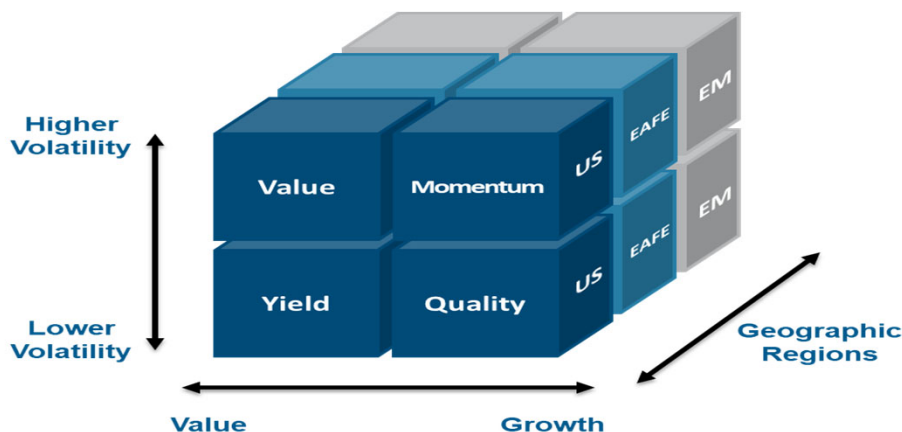 Higher
Volatility
Value
Momentum
US
EAFE
EM
Yield
Quality
US
EAFE
EM
Lower
Volatility
Geographic
Regions
Value
Growth